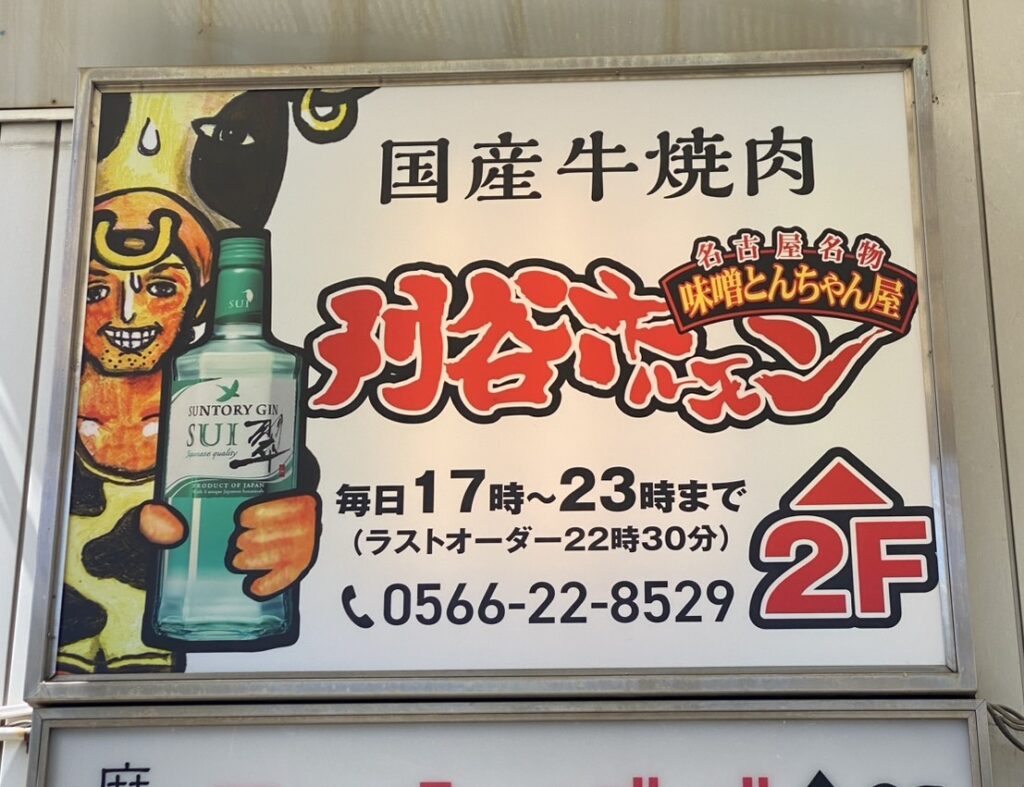 国産牛焼肉
名古屋名物
味噌とんちゃん屋
刈谷ホルモン
SUI
SUNTORY GIN
SUI 翠
Japanese quality
PRODUCT OF JAPAN
毎日17時～23時まで
(ラストオーダー22時30分)
0566-22-8529
2F